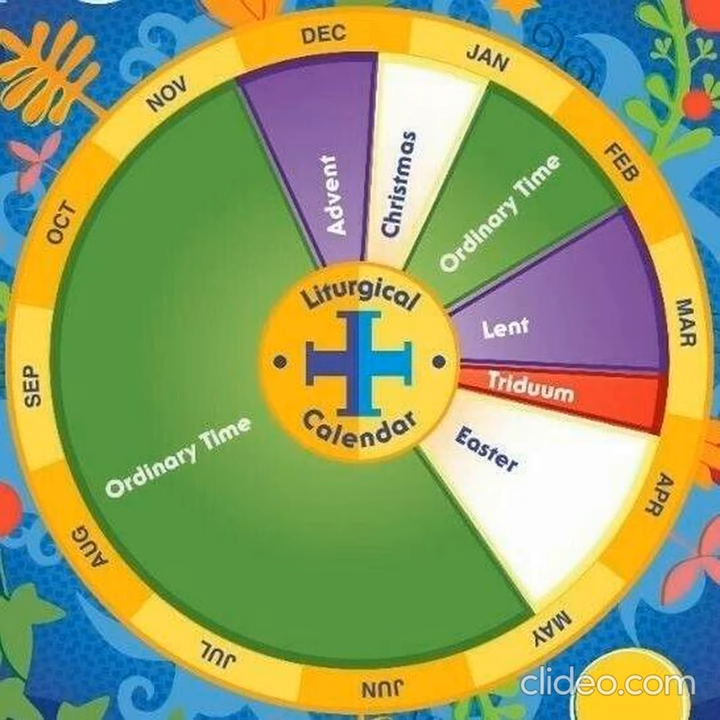 DEC
JAN
FEB
MAR
APR
MAY
JUN
JUL
AUG
SEP
OCT
NOV
Advent
Christmas
Ordinary Time
Lent
Triduum
Easter
Ordinary Time
Liturgical
Calendar
clideo.com